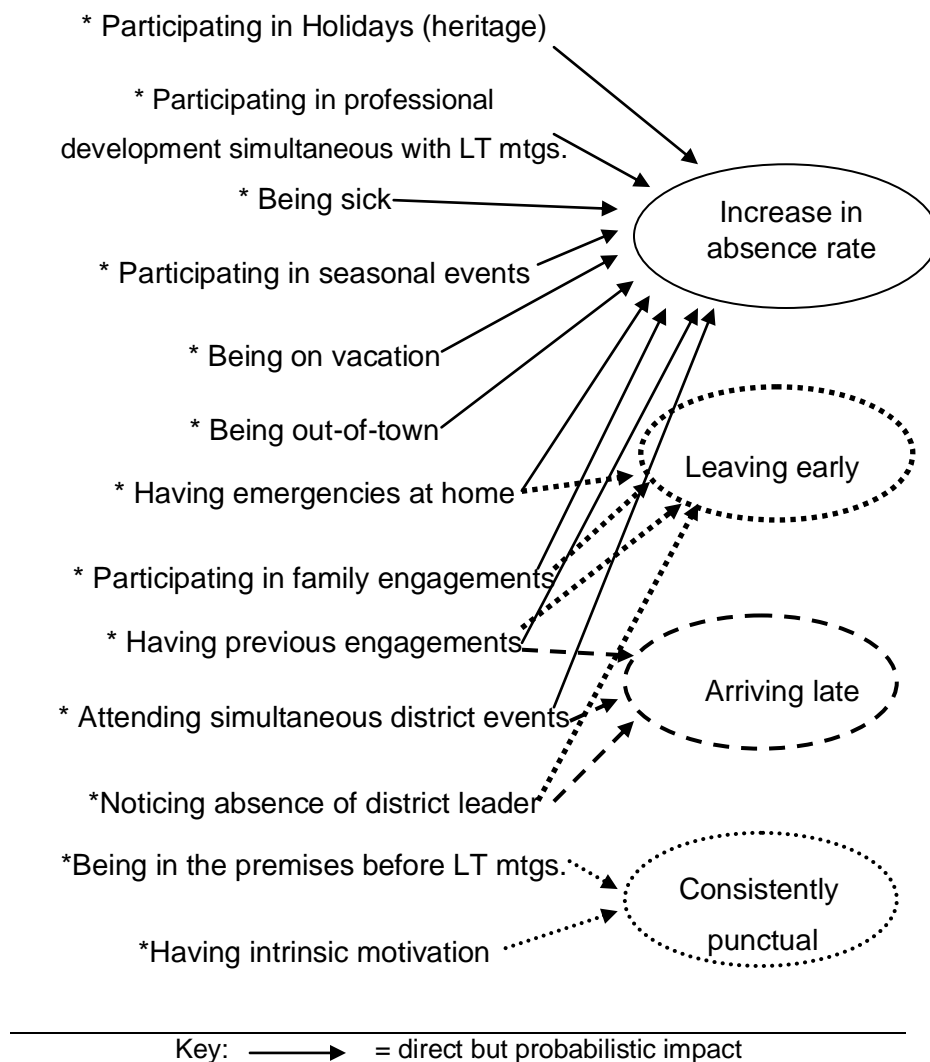 * Participating in Holidays (heritage)
* Participating in professional
development simultaneous with LT mtgs.
* Being sick
Increase in
absence rate
* Participating in seasonal events
* Being on vacation
* Being out-of-town
Leaving early
* Having emergencies at home
* Participating in family engagements
* Having previous engagements
Arriving late
* Attending simultaneous district events
*Noticing absence of district leader
*Being in the premises before LT mtgs.
Consistently
punctual
*Having intrinsic motivation
Key: = direct but probabilistic impact